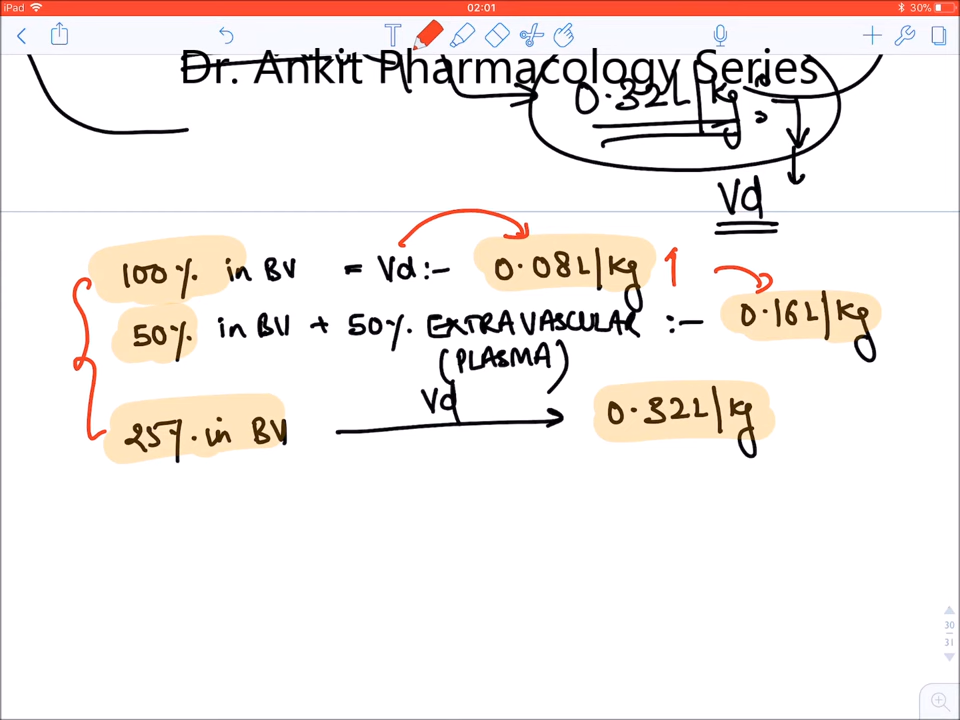 iPad 02:01 30%
T
Dr. Ankit Pharmacology Series
0.32L/kg
Vd
100% in BV = Vd:- 0.08L/kg ↑
50% in BV + 50% EXTRAVASCULAR :- 0.16L/kg
(PLASMA)
Vd
25% in BV → 0.32L/kg
30
31